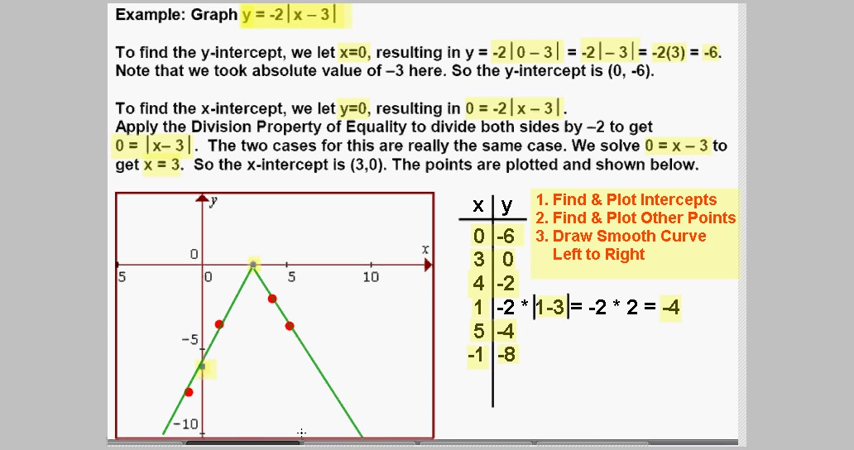 Example: Graph y = -2|x – 3|
To find the y-intercept, we let x=0, resulting in y = -2|0 – 3| = -2|– 3| = -2(3) = -6.
Note that we took absolute value of –3 here. So the y-intercept is (0, -6).
To find the x-intercept, we let y=0, resulting in 0 = -2|x – 3|.
Apply the Division Property of Equality to divide both sides by –2 to get
0 = |x– 3|. The two cases for this are really the same case. We solve 0 = x – 3 to
get x = 3. So the x-intercept is (3,0). The points are plotted and shown below.
y
x
0
5
0
5
10
-5
-10
x y
0 -6
3 0
4 -2
1 -2 * |1-3|= -2 * 2 = -4
5 -4
-1 -8
1. Find & Plot Intercepts
2. Find & Plot Other Points
3. Draw Smooth Curve
Left to Right